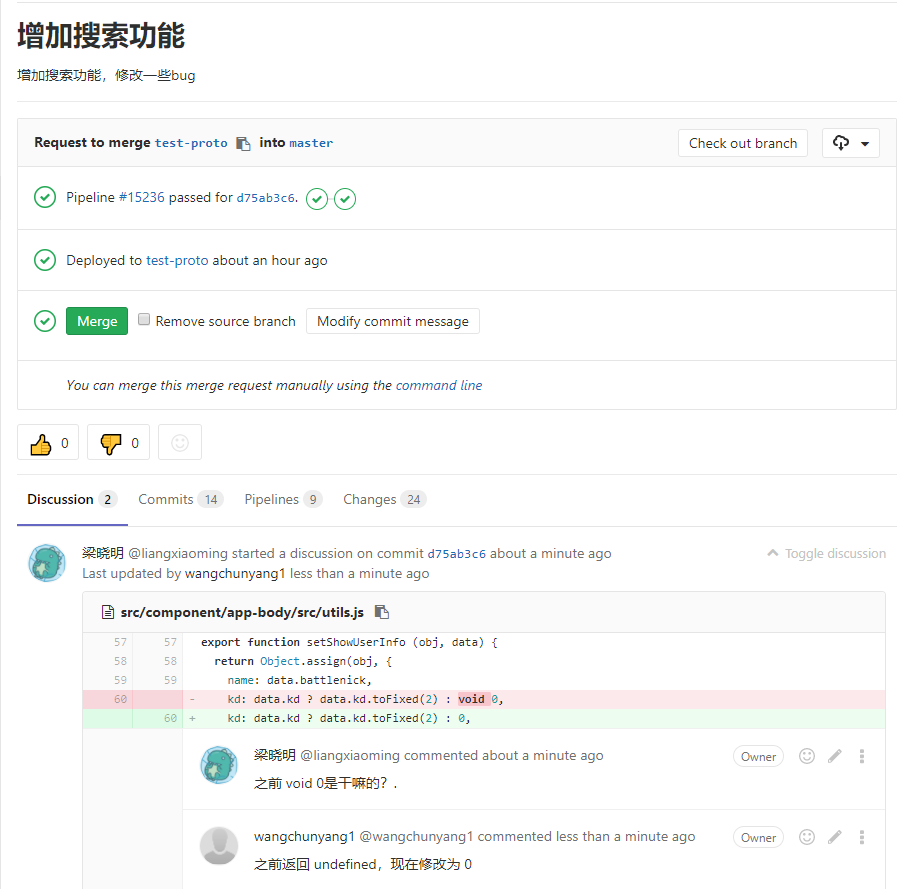 增加搜索功能
增加搜索功能，修改一些bug
Request to merge test-proto into master
Check out branch
Pipeline #15236 passed for d75ab3c6.
Deployed to test-proto about an hour ago
Merge Remove source branch Modify commit message
You can merge this merge request manually using the command line
0 0
Discussion 2 Commits 14 Pipelines 9 Changes 24
梁晓明 @liangxiaoming started a discussion on commit d75ab3c6 about a minute ago
Toggle discussion
Last updated by wangchunyang1 less than a minute ago
src/component/app-body/src/utils.js
57 57 export function setShowUserInfo (obj, data) {
58 58 return Object.assign(obj, {
59 59 name: data.battlenick,
60 - kd: data.kd ? data.kd.toFixed(2) : void 0,
60 + kd: data.kd ? data.kd.toFixed(2) : 0,
梁晓明 @liangxiaoming commented about a minute ago
Owner
之前 void 0是干嘛的？.
wangchunyang1 @wangchunyang1 commented less than a minute ago
Owner
之前返回 undefined，现在修改为 0